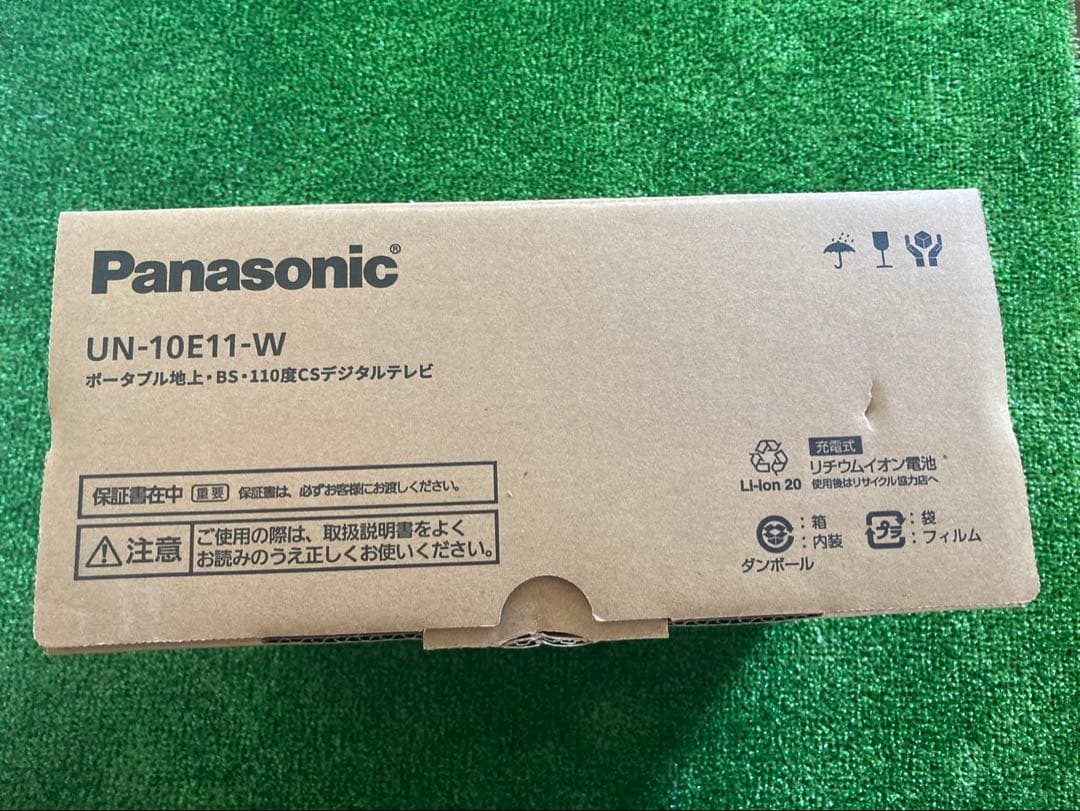 Panasonic®
UN-10E11-W
ポータブル地上・BS・110度CSデジタルテレビ
保証書在中 重要 保証書は、必ずお客様にお渡しください。
注意 ご使用の際は、取扱説明書をよく
お読みのうえ正しくお使いください。
充電式
リチウムイオン電池
Li-ion 20 使用後はリサイクル協力店へ
：箱
：内装
ダンボール
プラ
：袋
：フィルム